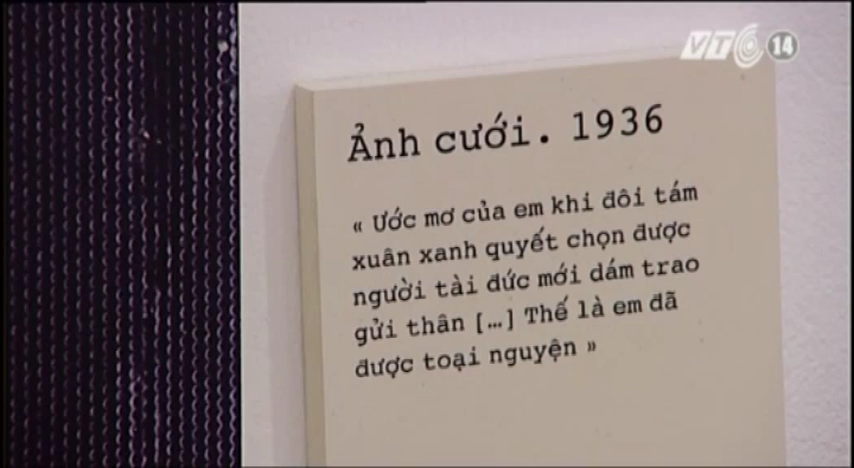 VTC 14
Ảnh cưới. 1936
« Ước mơ của em khi đôi tám
xuân xanh quyết chọn được
người tài đức mới dám trao
gửi thân […] Thế là em đã
được toại nguyện »